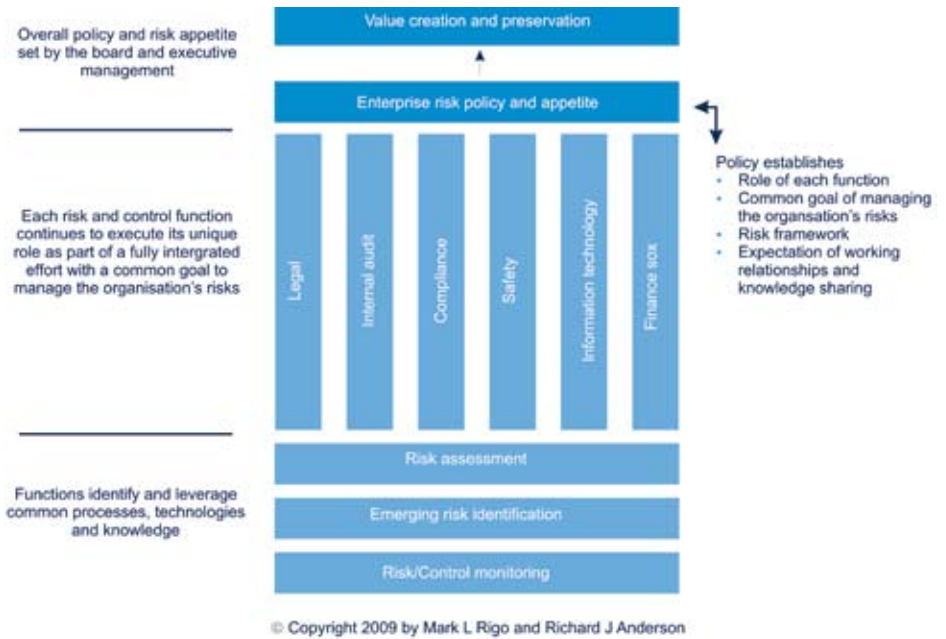 Overall policy and risk appetite
set by the board and executive
management
Value creation and preservation
Enterprise risk policy and appetite
Policy establishes
• Role of each function
• Common goal of managing
the organsation's risks
• Risk framework
• Expectation of working
relationships and
knowledge sharing
Each risk and control function
continues to execute its unique
role as part of a fully intergrated
effort with a common goal to
manage the organisation's risks
Legal
Internal audit
Compliance
Safety
Information technology
Finance sox
Functions identify and leverage
common processes, technologies
and knowledge
Risk assessment
Emerging risk identification
Risk/Control monitoring
© Copyright 2009 by Mark L Rigo and Richard J Anderson